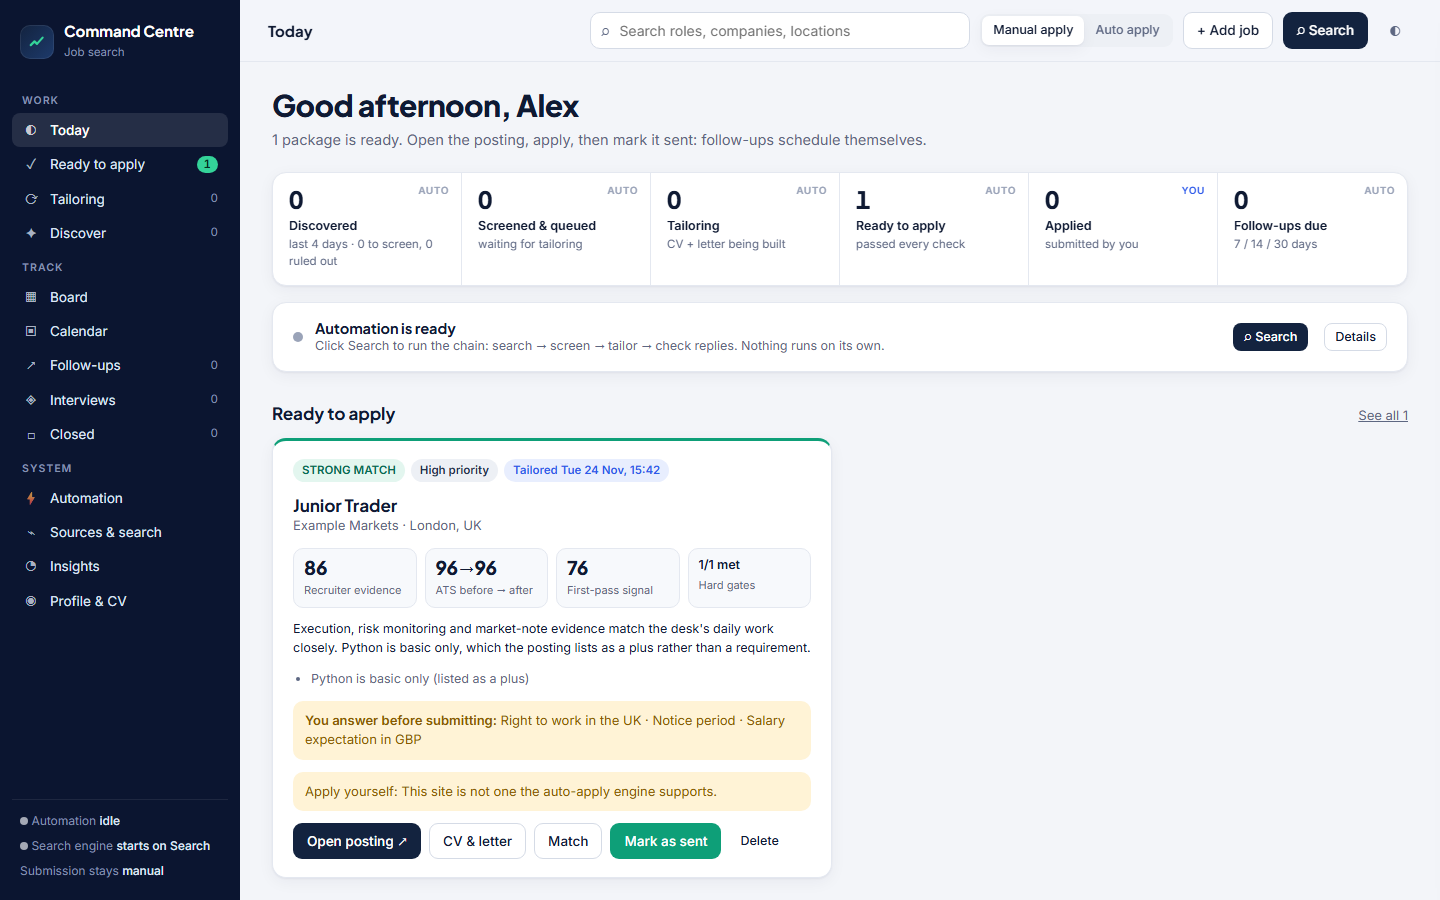 Command Centre
Job search
WORK
Today
Ready to apply 1
Tailoring 0
Discover 0
TRACK
Board
Calendar
Follow-ups 0
Interviews 0
Closed 0
SYSTEM
Automation
Sources & search
Insights
Profile & CV
Automation idle
Search engine starts on Search
Submission stays manual
Today
Search roles, companies, locations
Manual apply
Auto apply
+ Add job
Search
Good afternoon, Alex
1 package is ready. Open the posting, apply, then mark it sent: follow-ups schedule themselves.
0 AUTO
Discovered
last 4 days · 0 to screen, 0
ruled out
0 AUTO
Screened & queued
waiting for tailoring
0 AUTO
Tailoring
CV + letter being built
1 AUTO
Ready to apply
passed every check
0 YOU
Applied
submitted by you
0 AUTO
Follow-ups due
7 / 14 / 30 days
Automation is ready
Click Search to run the chain: search → screen → tailor → check replies. Nothing runs on its own.
Search
Details
Ready to apply
See all 1
STRONG MATCH
High priority
Tailored Tue 24 Nov, 15:42
Junior Trader
Example Markets · London, UK
86
Recruiter evidence
96→96
ATS before → after
76
First-pass signal
1/1 met
Hard gates
Execution, risk monitoring and market-note evidence match the desk's daily work
closely. Python is basic only, which the posting lists as a plus rather than a requirement.
• Python is basic only (listed as a plus)
You answer before submitting: Right to work in the UK · Notice period · Salary
expectation in GBP
Apply yourself: This site is not one the auto-apply engine supports.
Open posting ↗
CV & letter
Match
Mark as sent
Delete